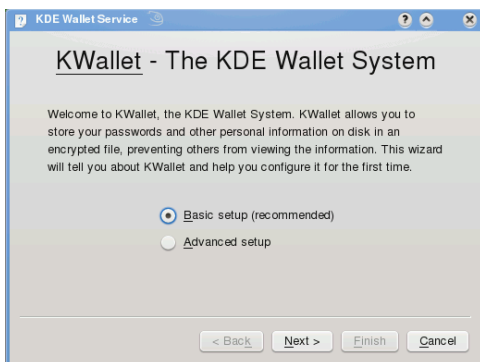 KDE Wallet Service
KWallet - The KDE Wallet System
Welcome to KWallet, the KDE Wallet System. KWallet allows you to
store your passwords and other personal information on disk in an
encrypted file, preventing others from viewing the information. This wizard
will tell you about KWallet and help you configure it for the first time.
Basic setup (recommended)
Advanced setup
< Back Next > Finish Cancel